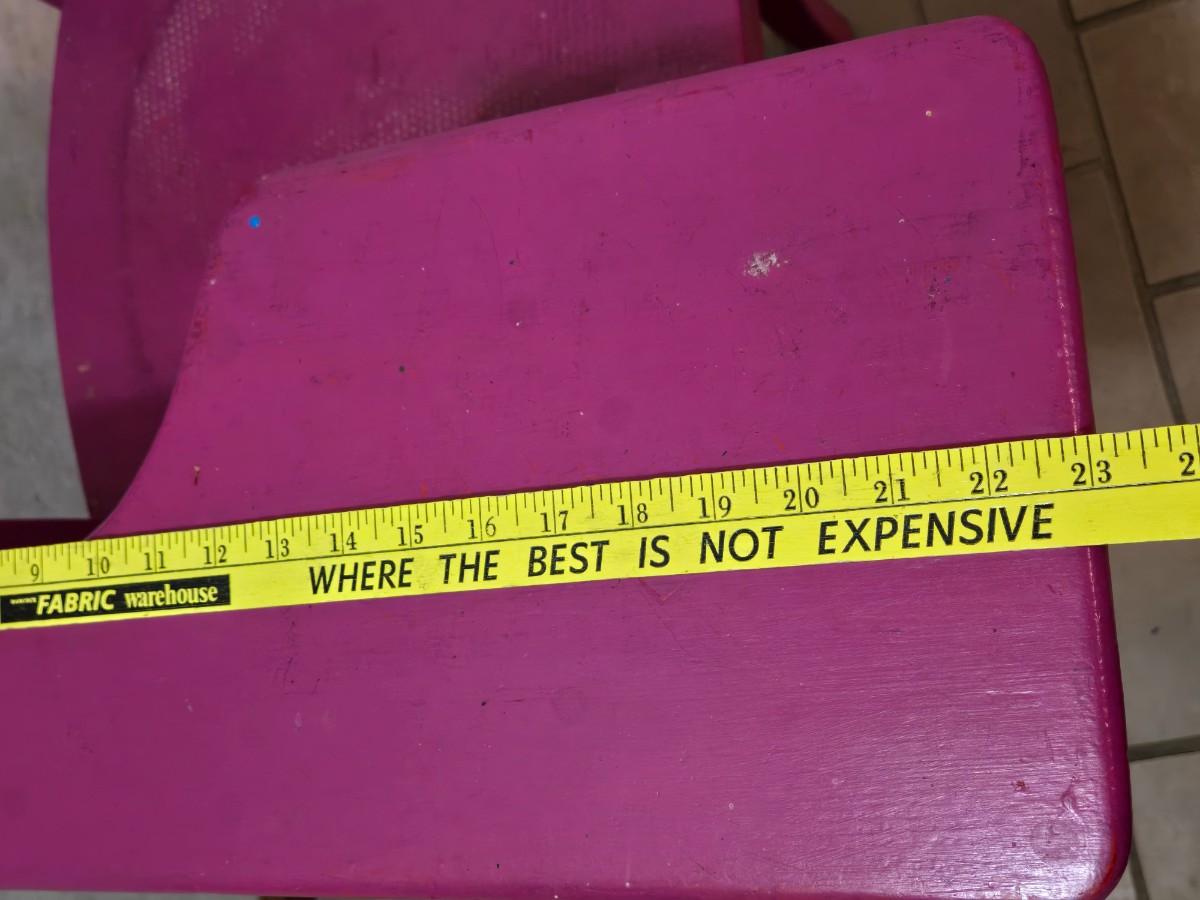 9 10 11 12 13 14 15 16 17 18 19 20 21 22 23
FABRIC warehouse WHERE THE BEST IS NOT EXPENSIVE